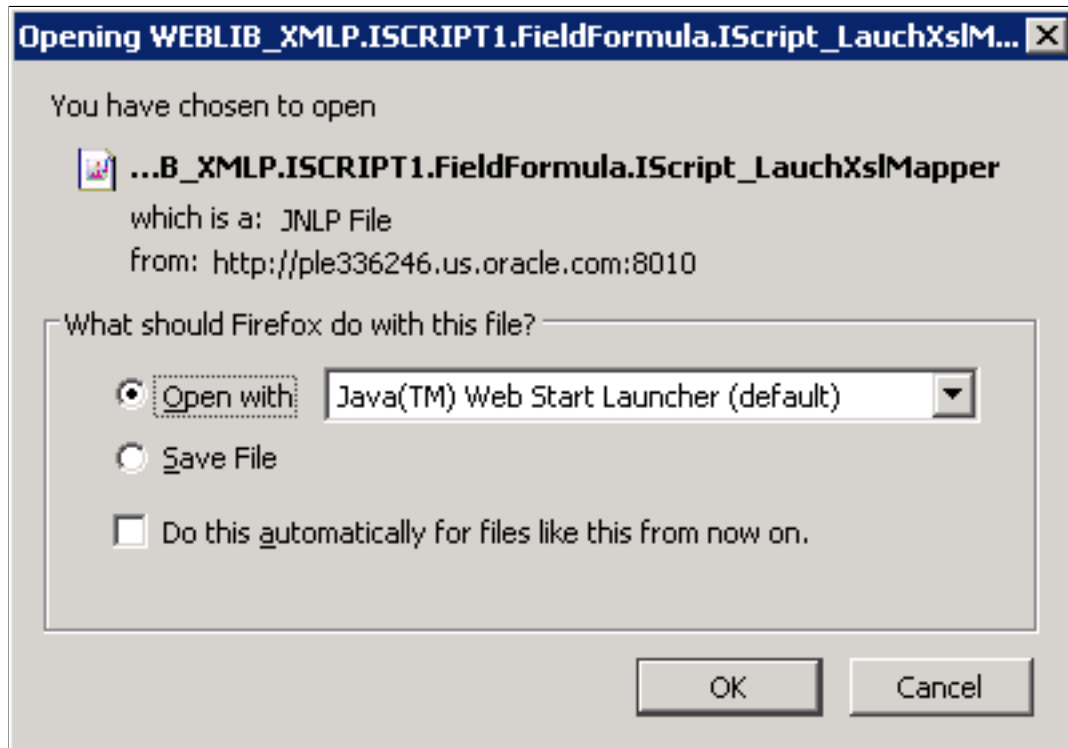 Opening WEBLIB_XMLP.ISCRIPT1.FieldFormula.IScript_LauchXslM...
You have chosen to open
...B_XMLP.ISCRIPT1.FieldFormula.IScript_LauchXslMapper
which is a: JNLP File
from: http://ple336246.us.oracle.com:8010
What should Firefox do with this file?
Open with Java(TM) Web Start Launcher (default)
Save File
Do this automatically for files like this from now on.
OK Cancel